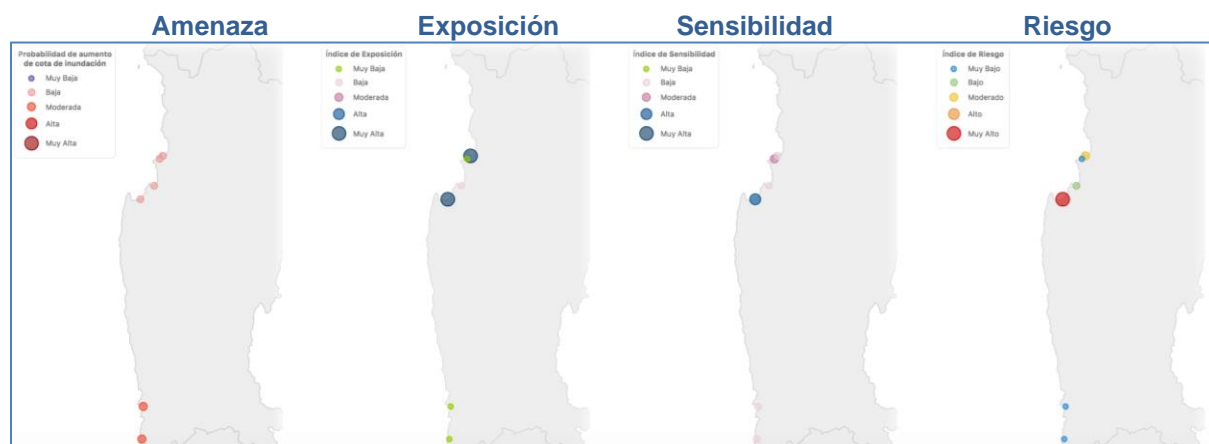 Amenaza
Exposición
Sensibilidad
Riesgo
Probabilidad de aumento
de cota de inundación
Muy Baja
Baja
Moderada
Alta
Muy Alta
Índice de Exposición
Muy Baja
Baja
Moderada
Alta
Muy Alta
Índice de Sensibilidad
Muy Baja
Baja
Moderada
Alta
Muy Alta
Índice de Riesgo
Muy Bajo
Bajo
Moderado
Alto
Muy Alto